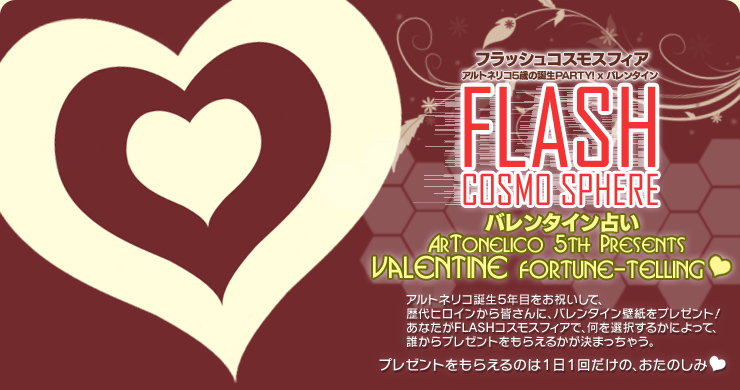 フラッシュコスモスフィア
アルトネリコ5歳の誕生PARTY! x バレンタイン
FLASH
COSMO SPHERE
バレンタイン占い
ARTONELICO 5TH PRESENTS
VALENTINE FORTUNE-TELLING
アルトネリコ誕生5年目をお祝いして、
歴代ヒロインから皆さんに、バレンタイン壁紙をプレゼント!
あなたがFLASHコスモスフィアで、何を選択するかによって、
誰からプレゼントをもらえるかが決まっちゃう。
プレゼントをもらえるのは1日1回だけの、おたのしみ